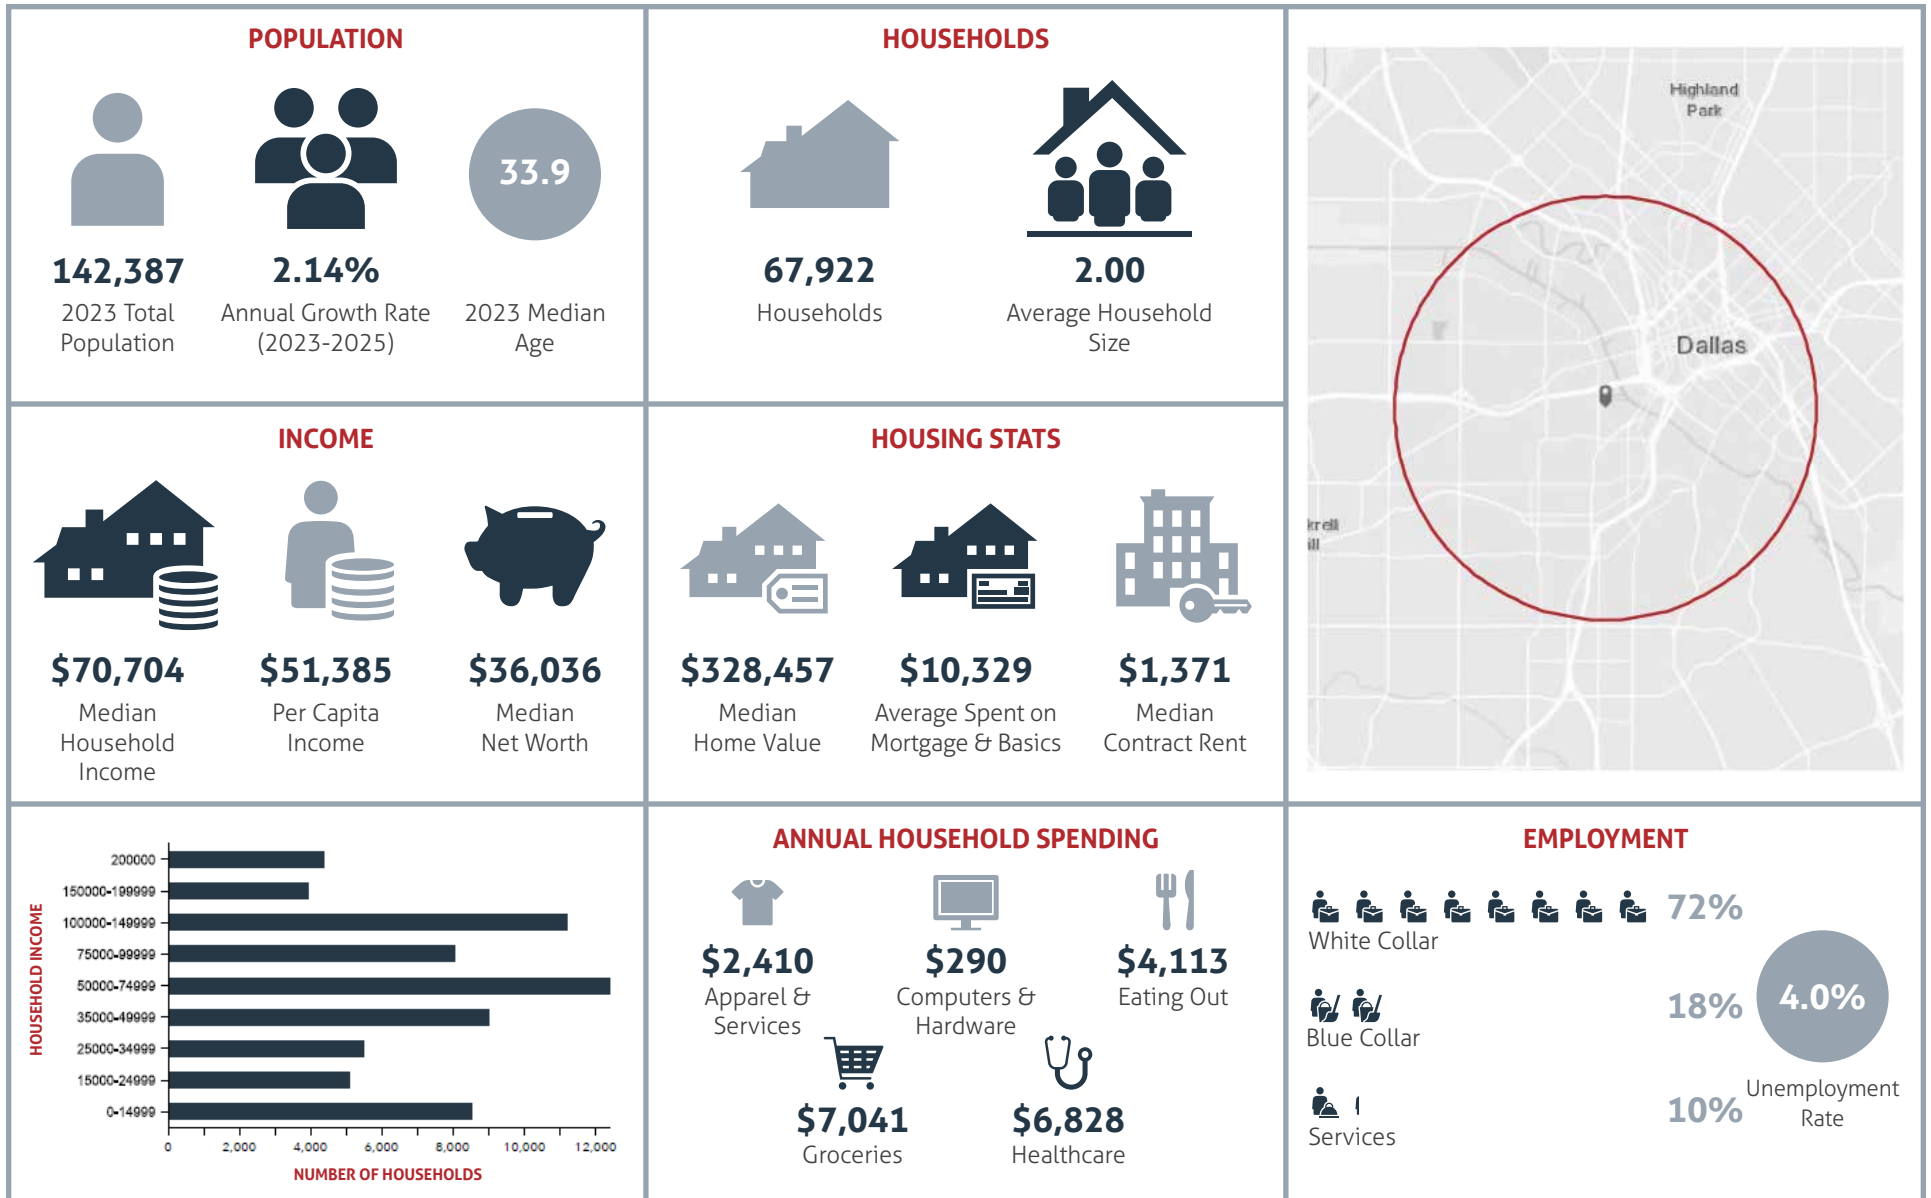 POPULATION
33.9
142,387
2023 Total
Population
2.14%
Annual Growth Rate
(2023-2025)
2023 Median
Age
HOUSEHOLDS
67,922
Households
2.00
Average Household
Size
Highland
Park
Dallas
krell
ill
INCOME
$70,704
Median
Household
Income
$51,385
Per Capita
Income
$36,036
Median
Net Worth
HOUSING STATS
$328,457
Median
Home Value
$10,329
Average Spent on
Mortgage & Basics
$1,371
Median
Contract Rent
HOUSEHOLD INCOME
200000
150000-199999
100000-149999
75000-99999
50000-74999
35000-49999
25000-34999
15000-24999
0-14999
0 2,000 4,000 6,000 8,000 10,000 12,000
NUMBER OF HOUSEHOLDS
ANNUAL HOUSEHOLD SPENDING
$2,410
Apparel &
Services
$290
Computers &
Hardware
$4,113
Eating Out
$7,041
Groceries
$6,828
Healthcare
EMPLOYMENT
72%
White Collar
18%
Blue Collar
10%
Services
4.0%
Unemployment
Rate